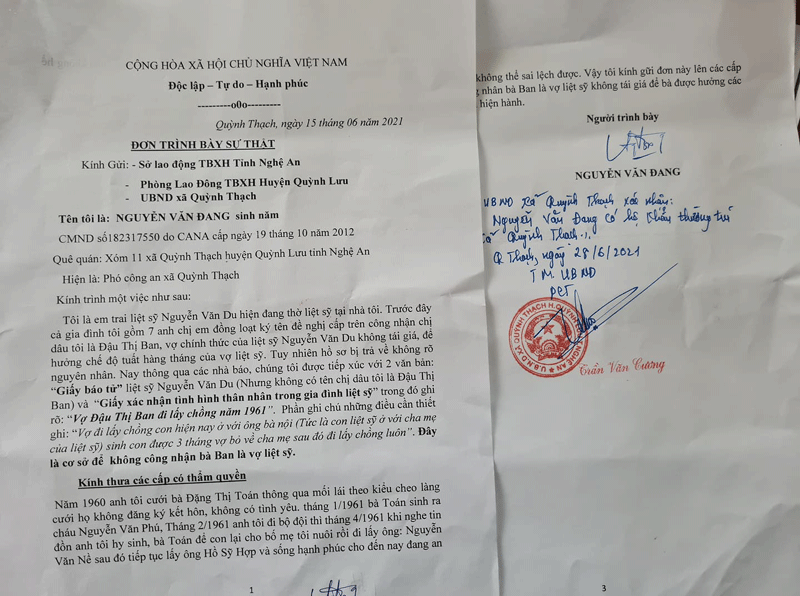 CỘNG HÒA XÃ HỘI CHỦ NGHĨA VIỆT NAM
Độc lập – Tự do – Hạnh phúc
---------o0o---------
Quỳnh Thạch, ngày 15 tháng 06 năm 2021
ĐƠN TRÌNH BÀY SỰ THẬT
Kính Gửi: - Sở lao động TBXH Tỉnh Nghệ An
- Phòng Lao Đông TBXH Huyện Quỳnh Lưu
- UBND xã Quỳnh Thạch
Tên tôi là: NGUYỄN VĂN ĐANG sinh năm
CMND số182317550 do CANA cấp ngày 19 tháng 10 năm 2012
Quê quán: Xóm 11 xã Quỳnh Thạch huyện Quỳnh Lưu tỉnh Nghệ An
Hiện là: Phó công an xã Quỳnh Thạch
Kính trình một việc như sau:
Tôi là em trai liệt sỹ Nguyễn Văn Du hiện đang thờ liệt sỹ tại nhà tôi. Trước đây
cả gia đình tôi gồm 7 anh chị em đồng loạt ký tên đề nghị cấp trên công nhận chị
dâu tôi là Đậu Thị Ban, vợ chính thức của liệt sỹ Nguyễn Văn Du không tái giá, để
hưởng chế độ tuất hàng tháng của vợ liệt sỹ. Tuy nhiên hồ sơ bị trả về không rõ
nguyên nhân. Nay thông qua các nhà báo, chúng tôi được tiếp xúc với 2 văn bản:
“Giấy báo tử” liệt sỹ Nguyễn Văn Du (Nhưng không có tên chị dâu tôi là Đậu Thị
Ban) và “Giấy xác nhận tình hình thân nhân trong gia đình liệt sỹ” trong đó ghi
rõ: “Vợ Đậu Thị Ban đi lấy chồng năm 1961”. Phần ghi chú những điều cần thiết
ghi: “Vợ đi lấy chồng con hiện nay ở với ông bà nội (Tức là con liệt sỹ ở với cha mẹ
của liệt sỹ) sinh con được 3 tháng vợ bỏ về cha mẹ sau đó đi lấy chồng luôn”. Đây
là cơ sở để không công nhận bà Ban là vợ liệt sỹ.
Kính thưa các cấp có thẩm quyền
Năm 1960 anh tôi cưới bà Đặng Thị Toán thông qua mối lái theo kiểu cheo làng
cưới họ không đăng ký kết hôn, không có tình yêu. tháng 1/1961 bà Toán sinh ra
cháu Nguyễn Văn Phú, Tháng 2/1961 anh tôi đi bộ đội thì tháng 4/1961 khi nghe tin
đồn anh tôi hy sinh, bà Toán để con lại cho bố mẹ tôi nuôi rồi đi lấy ông: Nguyễn
Văn Nề sau đó tiếp tục lấy ông Hồ Sỹ Hợp và sống hạnh phúc cho đến nay đang an
1
không thể sai lệch được. Vậy tôi kính gửi đơn này lên các cấp
nhân bà Ban là vợ liệt sỹ không tái giá để bà được hưởng các
hiện hành.
Người trình bày
NGUYỄN VĂN ĐANG
UBND xã Quỳnh Thạch xác nhận:
Nguyễn Văn Đang có hộ khẩu thường trú
Quỳnh Thạch./.
Q Thạch, ngày 28/6/2021
TM. UBND
PCT
Trần Văn Cương
3